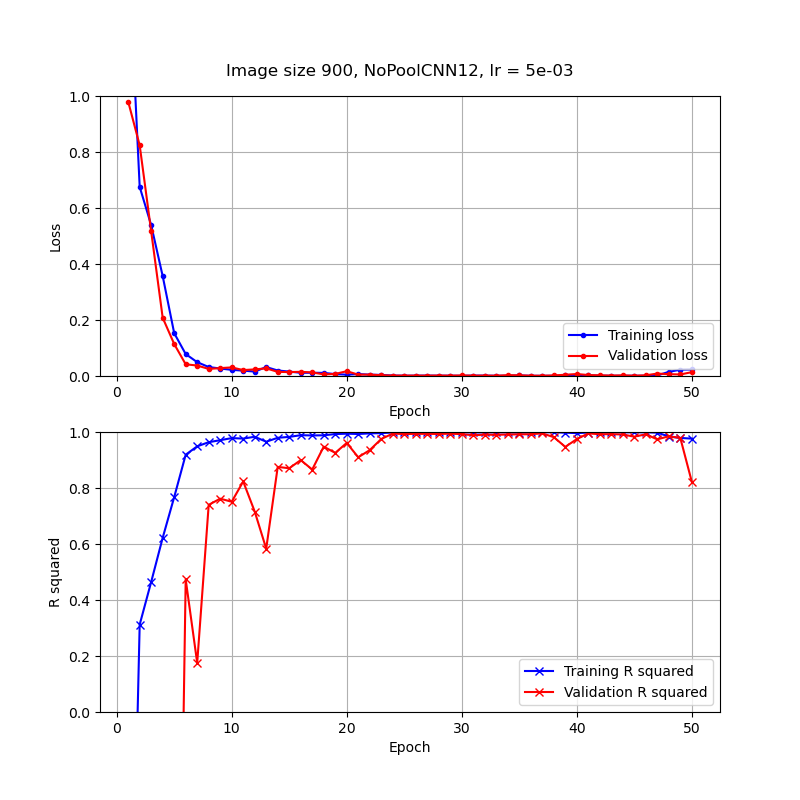 Image size 900, NoPoolCNN12, lr = 5e-03
1.0
0.8
0.6
0.4
0.2
0.0
Loss
Training loss
Validation loss
0 10 20 30 40 50
Epoch
1.0
0.8
0.6
0.4
0.2
0.0
R squared
Training R squared
Validation R squared
0 10 20 30 40 50
Epoch